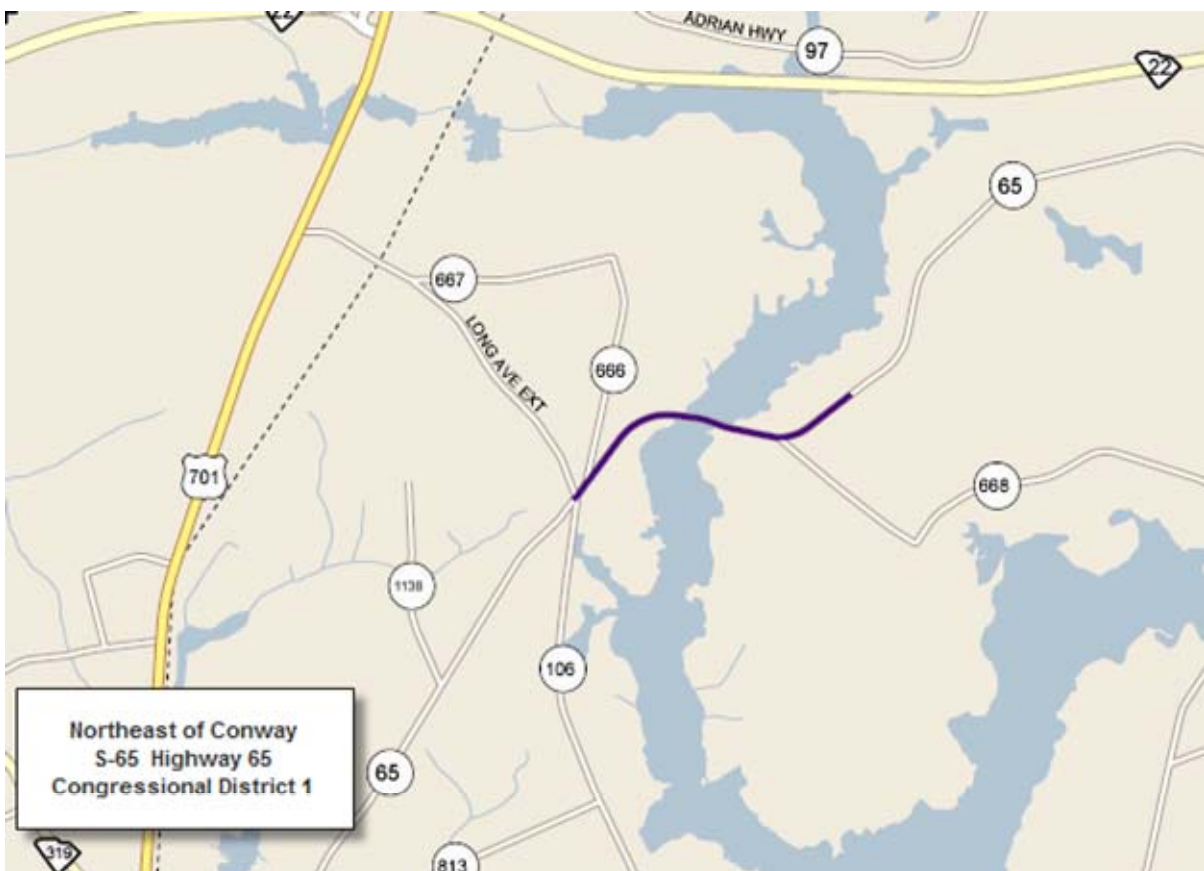 22
ADRIAN HWY
97
22
65
667
LONG AVE EXT
666
701
668
1138
106
Northeast of Conway
S-65 Highway 65
Congressional District 1
65
319
813